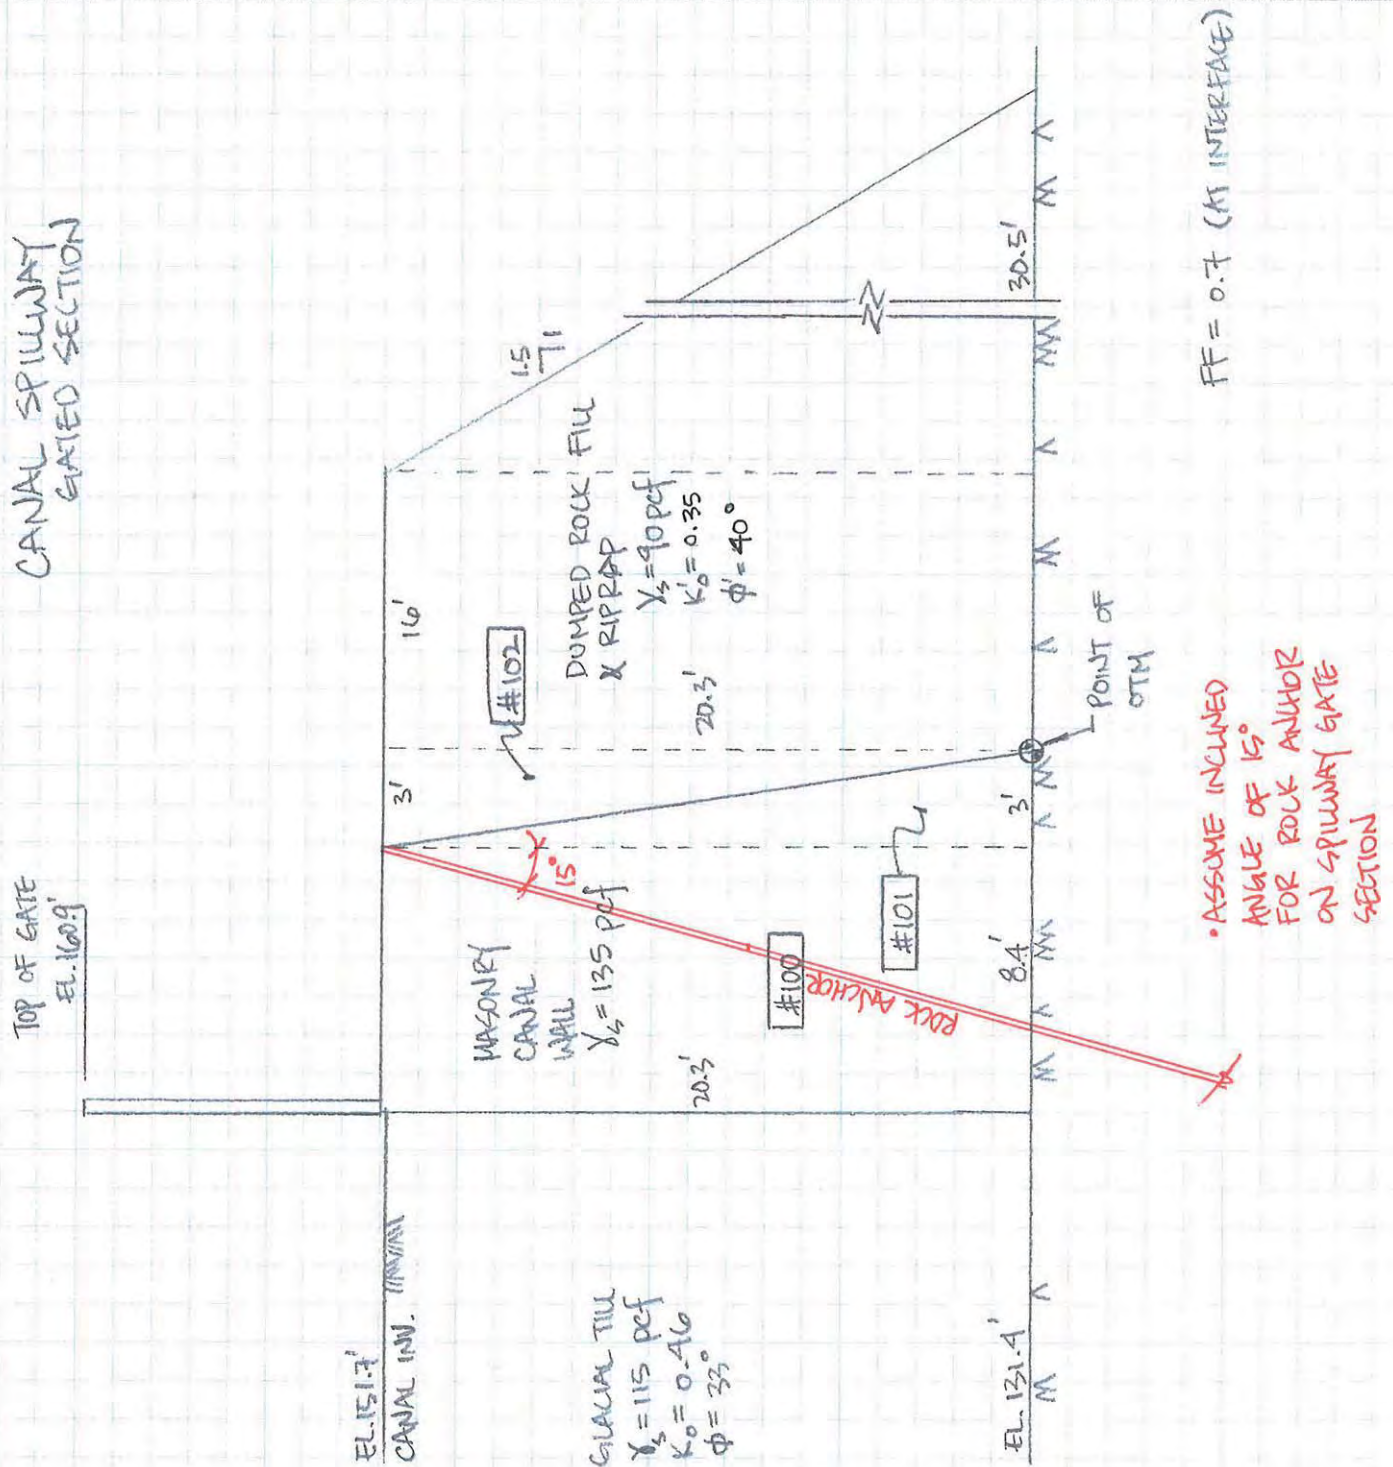 CANAL SPILLWAY
GATED SECTION
TOP OF GATE
EL. 160.9'
EL. 151.7'
CANAL INV.
3'
16'
1.5
1
#102
MASONRY
CANAL
WALL
γs = 135 pcf
15°
DUMPED ROCK FILL
& RIPRAP
γs = 90 pcf
K'o = 0.35
φ' = 40°
GLACIAL TILL
γs = 115 pcf
Ko = 0.46
φ = 33°
20.3'
20.3'
#100
#101
ROCK ANCHOR
EL. 131.4'
8.4'
3'
30.5'
POINT OF
OTM
• ASSUME INCLINED
ANGLE OF 15°
FOR ROCK ANCHOR
ON SPILLWAY GATE
SECTION
FF = 0.7 (AT INTERFACE)